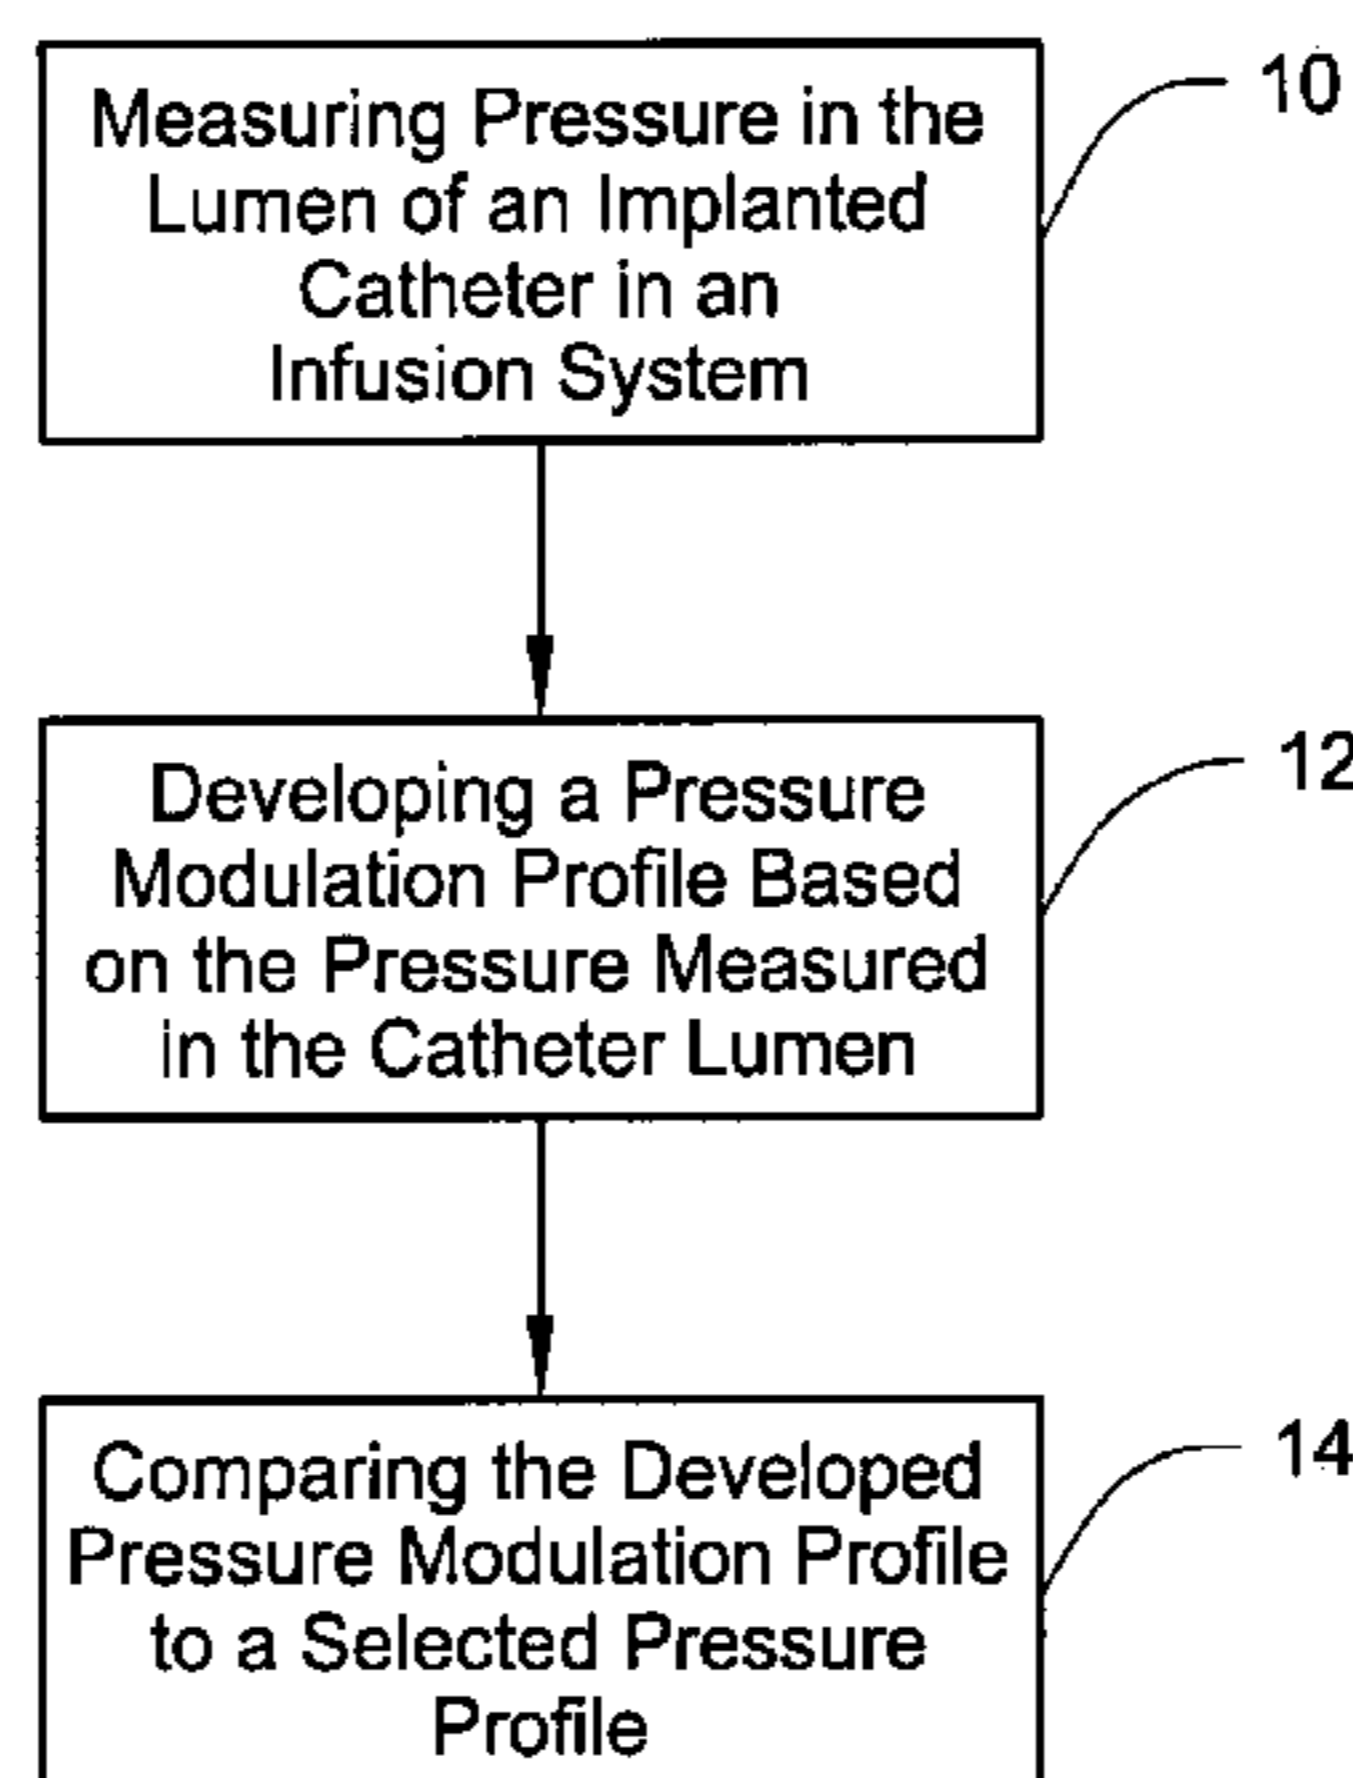 Measuring Pressure in the
Lumen of an Implanted
Catheter in an
Infusion System
10
Developing a Pressure
Modulation Profile Based
on the Pressure Measured
in the Catheter Lumen
12
Comparing the Developed
Pressure Modulation Profile
to a Selected Pressure
Profile
14